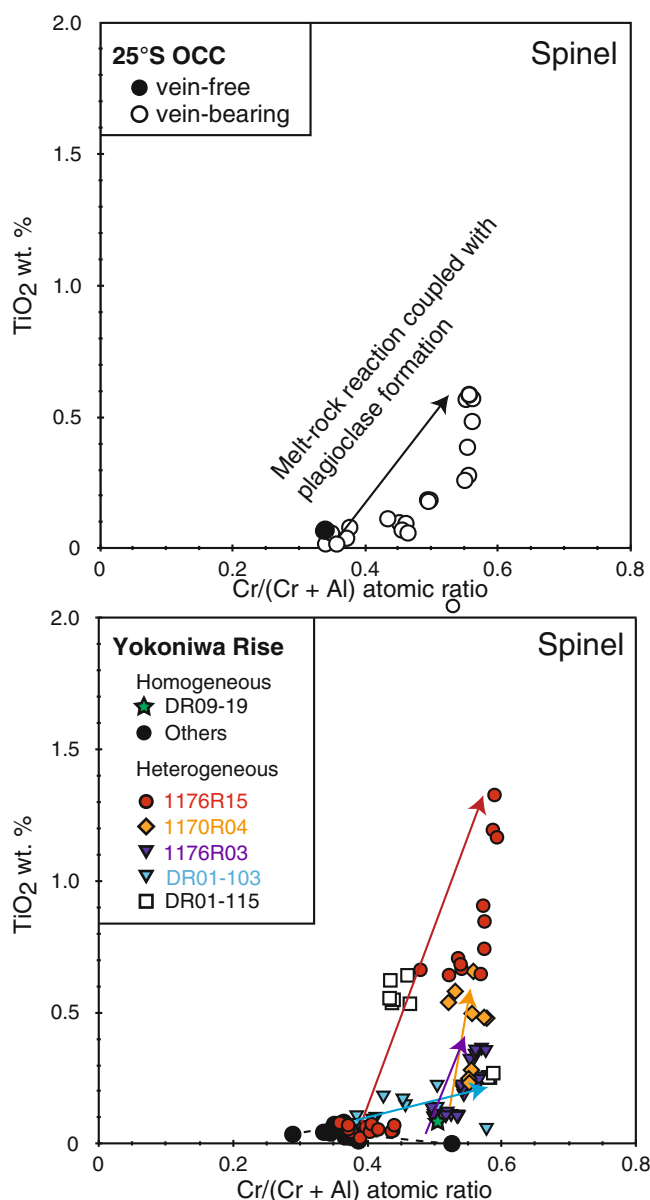 2.0
25°S OCC
vein-free
vein-bearing
Spinel
1.5
1.0
0.5
0
TiO2 wt. %
Melt-rock reaction coupled with
plagioclase formation
0
0.2
0.4
0.6
0.8
Cr/(Cr + Al) atomic ratio
2.0
Yokoniwa Rise
Homogeneous
DR09-19
Others
Heterogeneous
1176R15
1170R04
1176R03
DR01-103
DR01-115
Spinel
1.5
1.0
0.5
0
TiO2 wt. %
0
0.2
0.4
0.6
0.8
Cr/(Cr + Al) atomic ratio